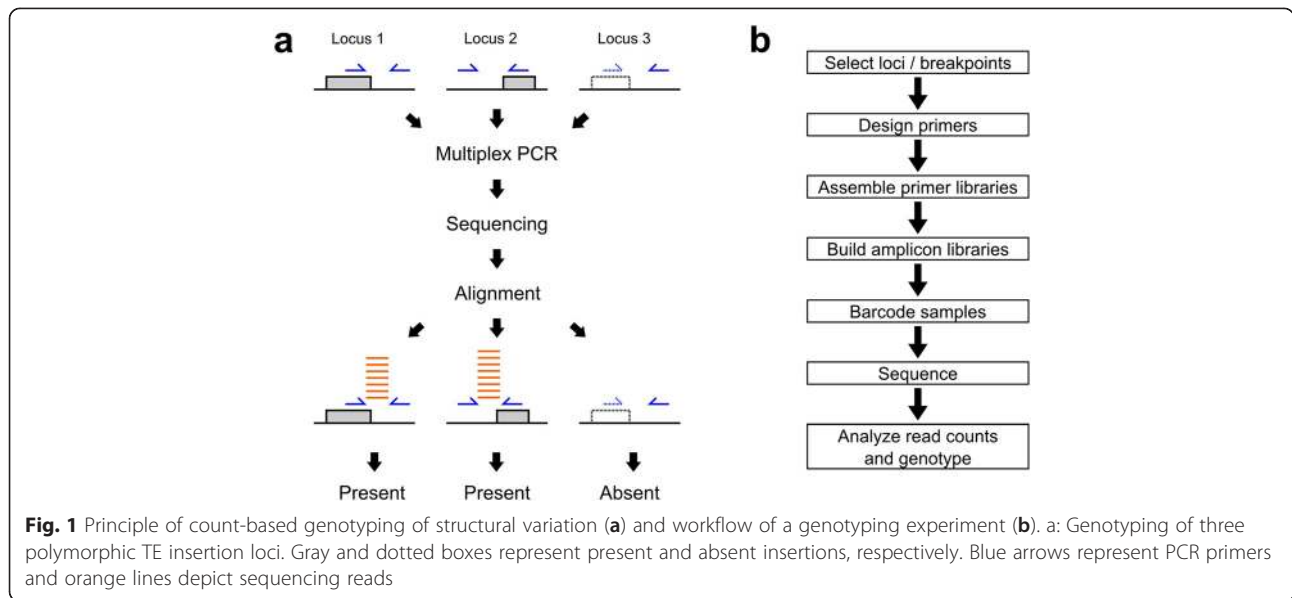 a
Locus 1 Locus 2 Locus 3
Multiplex PCR
Sequencing
Alignment
Present Present Absent
b
Select loci / breakpoints
Design primers
Assemble primer libraries
Build amplicon libraries
Barcode samples
Sequence
Analyze read counts
and genotype
Fig. 1 Principle of count-based genotyping of structural variation (a) and workflow of a genotyping experiment (b). a: Genotyping of three
polymorphic TE insertion loci. Gray and dotted boxes represent present and absent insertions, respectively. Blue arrows represent PCR primers
and orange lines depict sequencing reads